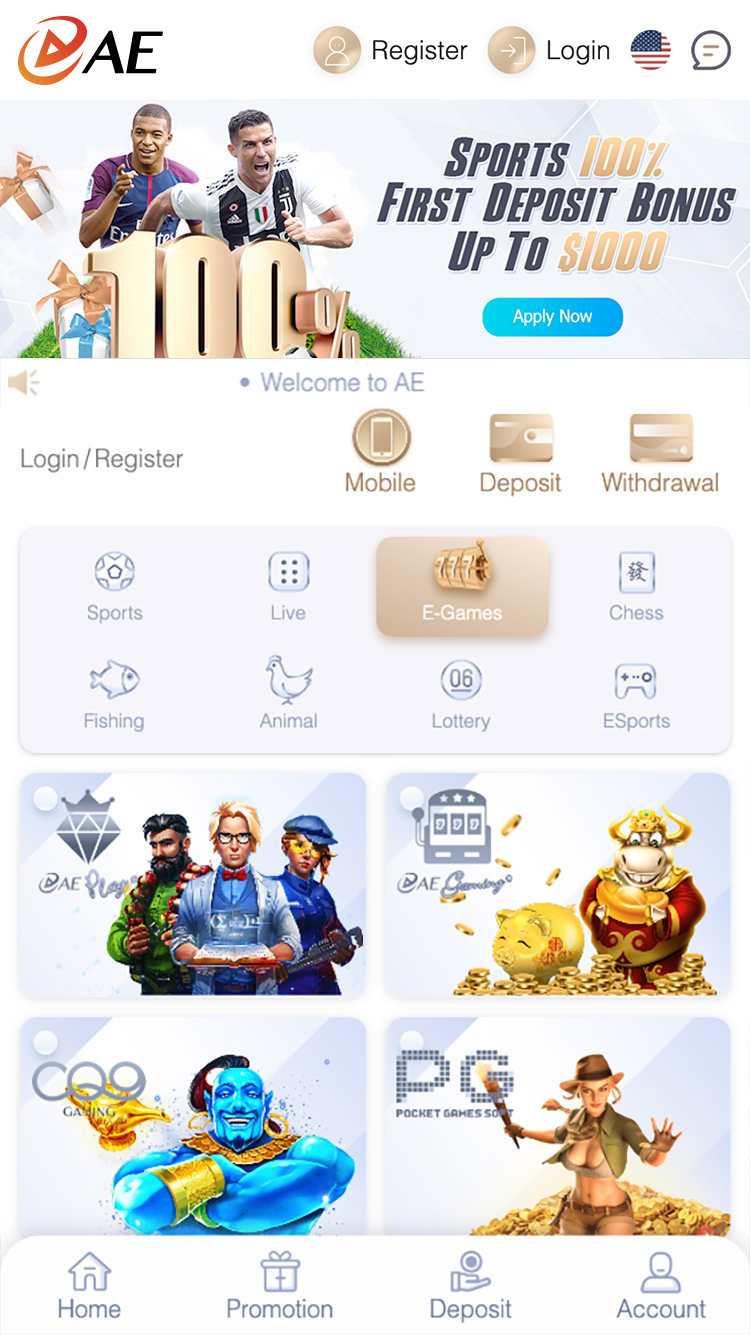 AE
Register
Login
SPORTS 100%
FIRST DEPOSIT BONUS
UP TO $1000
Apply Now
100%
• Welcome to AE
Login/Register
Mobile
Deposit
Withdrawal
777
發
Sports
Live
E-Games
Chess
06
Fishing
Animal
Lottery
ESports
AE Play
AE Gaming
CQ9
GAMING
PG
POCKET GAMES SOFT
Home
Promotion
Deposit
Account